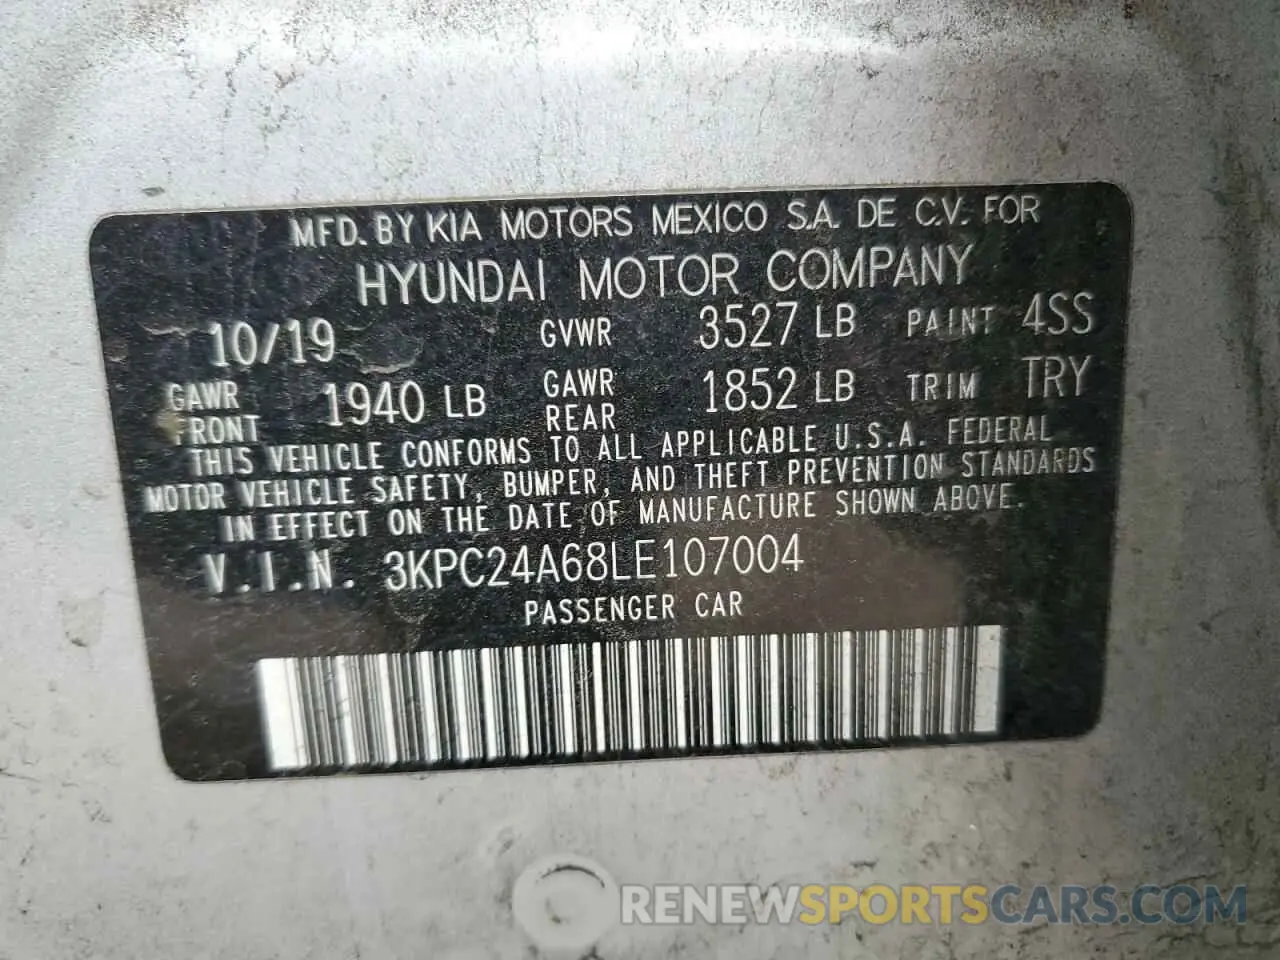 MFD. BY KIA MOTORS MEXICO S.A. DE C.V. FOR
HYUNDAI MOTOR COMPANY
10/19 GVWR 3527 LB PAINT 4SS
GAWR FRONT 1940 LB GAWR REAR 1852 LB TRIM TRY
THIS VEHICLE CONFORMS TO ALL APPLICABLE U.S.A. FEDERAL
MOTOR VEHICLE SAFETY, BUMPER, AND THEFT PREVENTION STANDARDS
IN EFFECT ON THE DATE OF MANUFACTURE SHOWN ABOVE.
V.I.N. 3KPC24A68LE107004
PASSENGER CAR
RENEWSPORTSCARS.COM